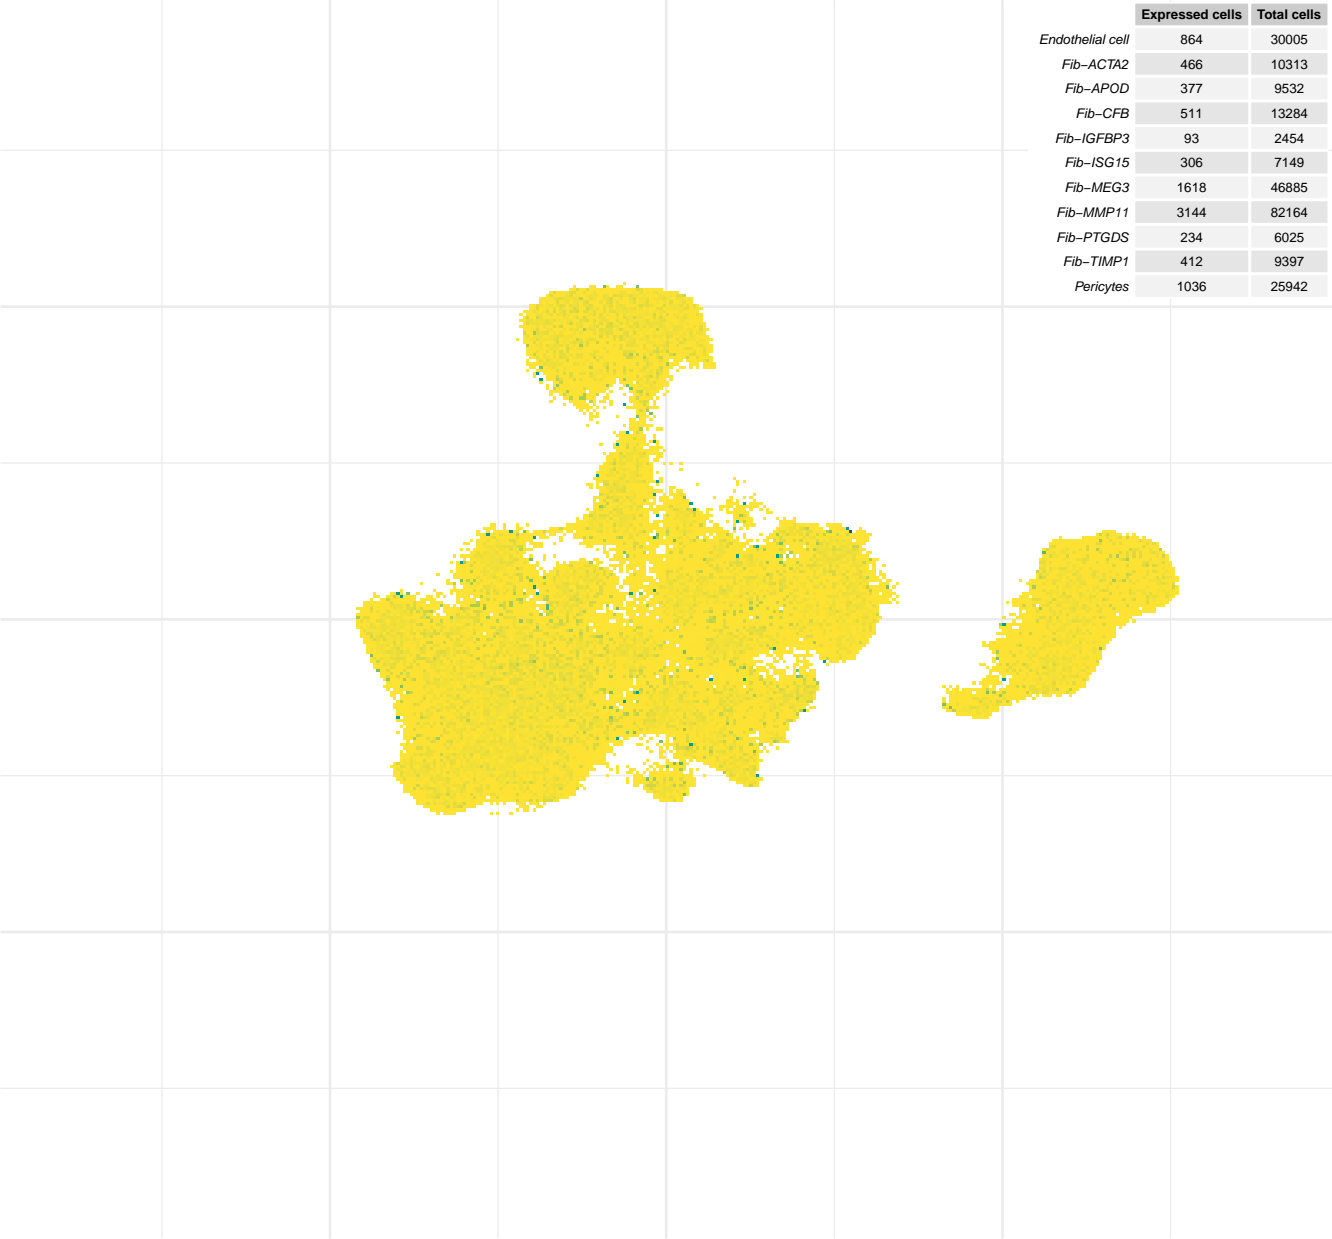 Expressed cells Total cells
Endothelial cell 864 30005
Fib−ACTA2 466 10313
Fib−APOD 377 9532
Fib−CFB 511 13284
Fib−IGFBP3 93 2454
Fib−ISG15 306 7149
Fib−MEG3 1618 46885
Fib−MMP11 3144 82164
Fib−PTGDS 234 6025
Fib−TIMP1 412 9397
Pericytes 1036 25942